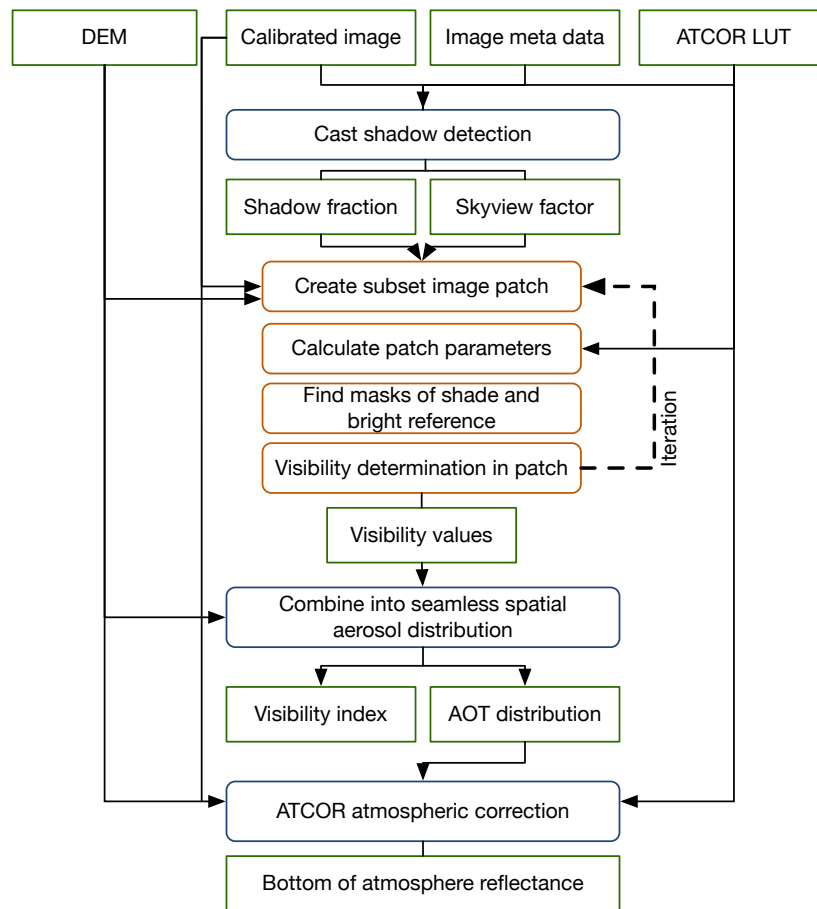 DEM
Calibrated image
Image meta data
ATCOR LUT
Cast shadow detection
Shadow fraction
Skyview factor
Create subset image patch
Calculate patch parameters
Find masks of shade and
bright reference
Visibility determination in patch
Iteration
Visibility values
Combine into seamless spatial
aerosol distribution
Visibility index
AOT distribution
ATCOR atmospheric correction
Bottom of atmosphere reflectance